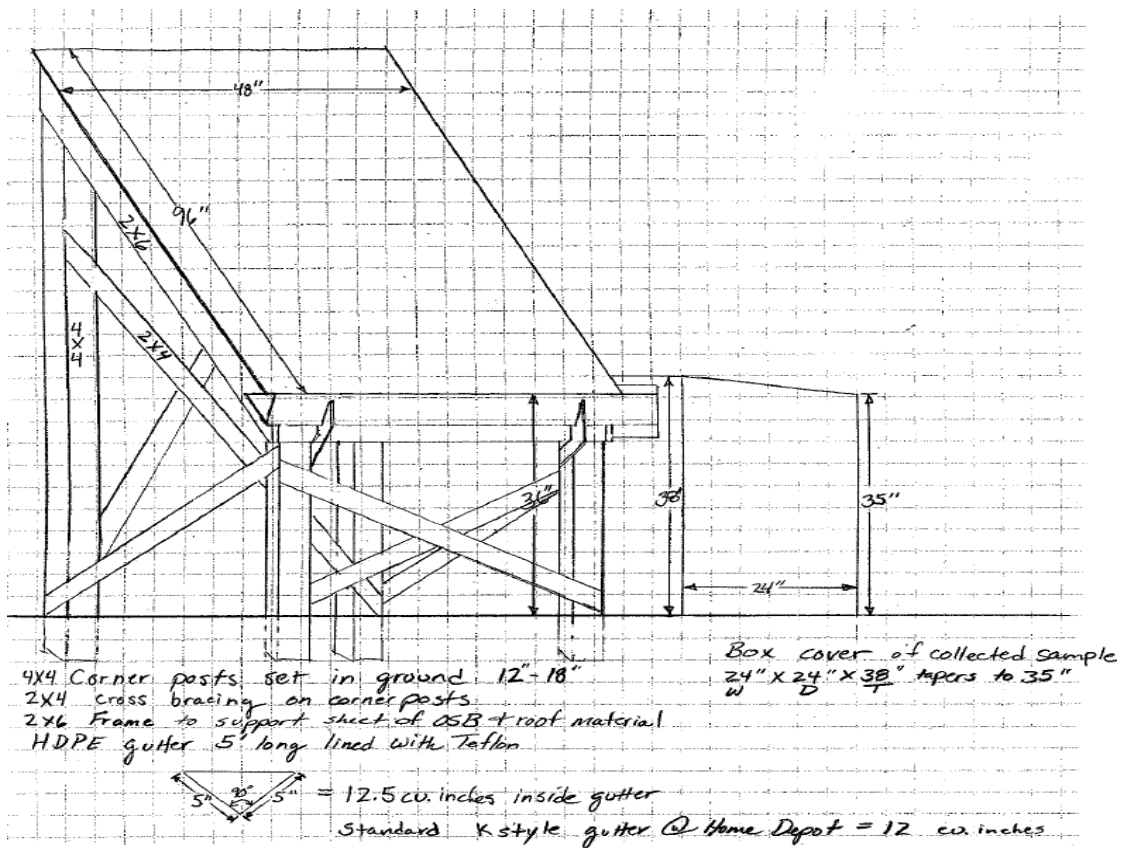 48"
96"
2x6
4x4
2x4
36"
38"
35"
24"
Box cover of collected sample
24" X 24" X 38" tapers to 35"
W D T
4X4 Corner posts set in ground 12"-18"
2X4 cross bracing on corner posts
2X6 Frame to support sheet of OSB + roof material
HDPE gutter 5' long lined with Teflon
5" 90° 5" = 12.5 cu. inches inside gutter
Standard K style gutter @ Home Depot = 12 cu. inches